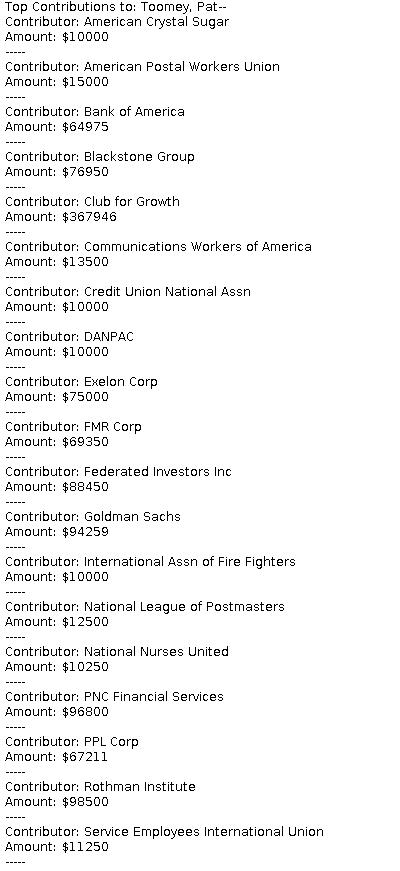 Top Contributions to: Toomey, Pat--
Contributor: American Crystal Sugar
Amount: $10000
-----
Contributor: American Postal Workers Union
Amount: $15000
-----
Contributor: Bank of America
Amount: $64975
-----
Contributor: Blackstone Group
Amount: $76950
-----
Contributor: Club for Growth
Amount: $367946
-----
Contributor: Communications Workers of America
Amount: $13500
-----
Contributor: Credit Union National Assn
Amount: $10000
-----
Contributor: DANPAC
Amount: $10000
-----
Contributor: Exelon Corp
Amount: $75000
-----
Contributor: FMR Corp
Amount: $69350
-----
Contributor: Federated Investors Inc
Amount: $88450
-----
Contributor: Goldman Sachs
Amount: $94259
-----
Contributor: International Assn of Fire Fighters
Amount: $10000
-----
Contributor: National League of Postmasters
Amount: $12500
-----
Contributor: National Nurses United
Amount: $10250
-----
Contributor: PNC Financial Services
Amount: $96800
-----
Contributor: PPL Corp
Amount: $67211
-----
Contributor: Rothman Institute
Amount: $98500
-----
Contributor: Service Employees International Union
Amount: $11250
-----